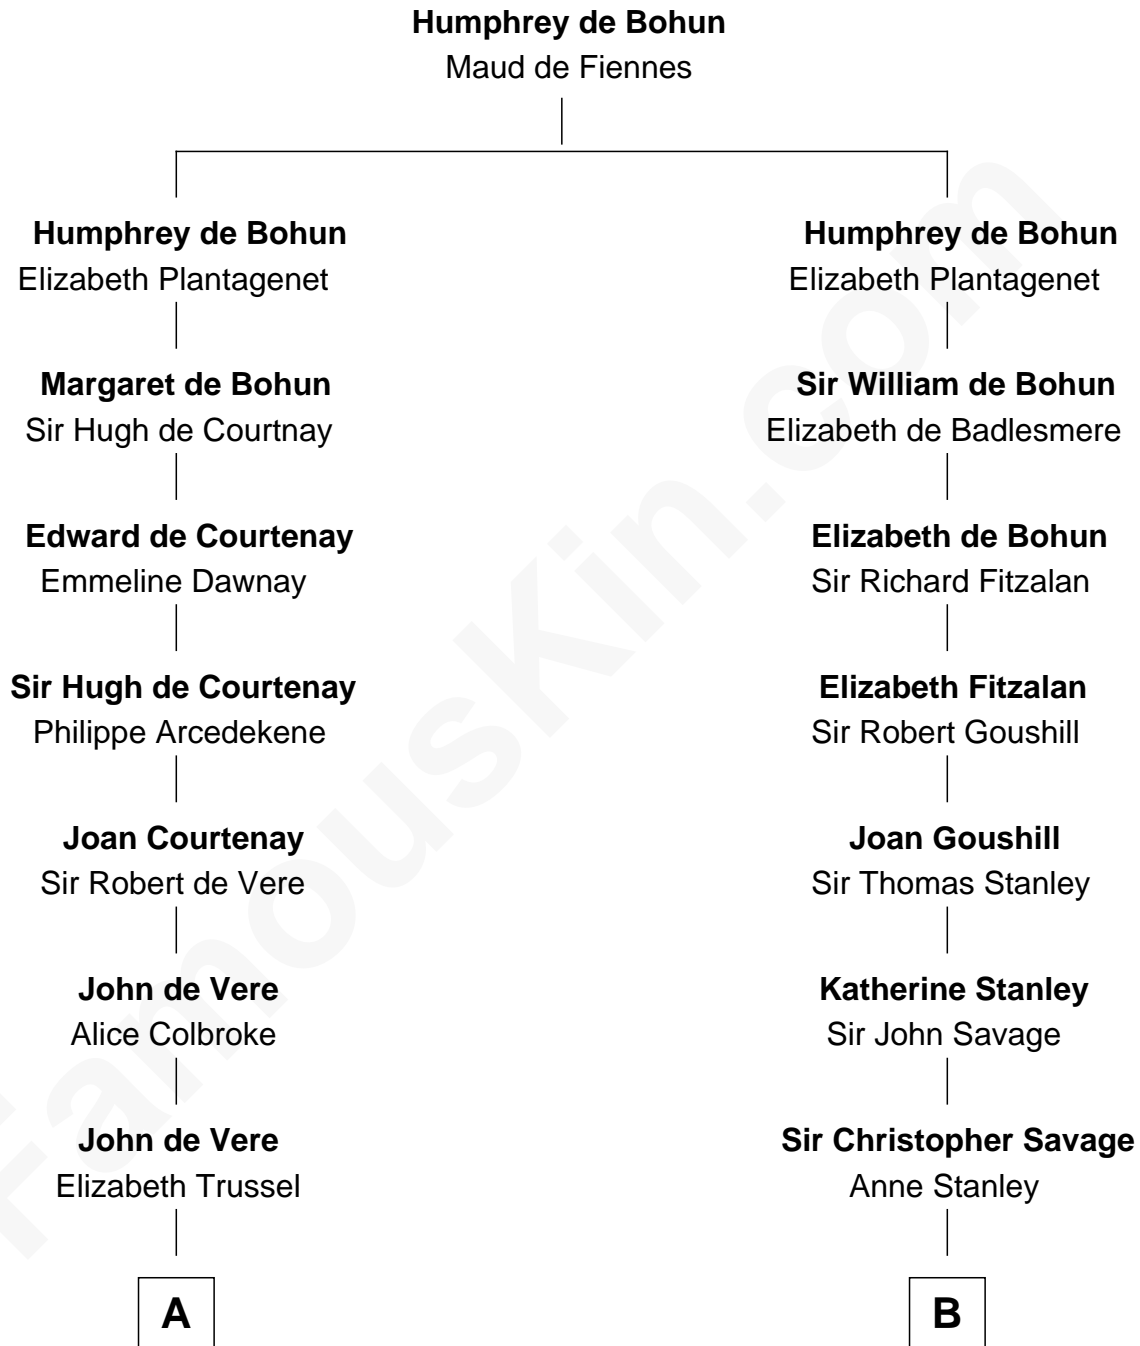 Humphrey de Bohun
Maud de Fiennes
Humphrey de Bohun
Elizabeth Plantagenet
Humphrey de Bohun
Elizabeth Plantagenet
Margaret de Bohun
Sir Hugh de Courtnay
Sir William de Bohun
Elizabeth de Badlesmere
Edward de Courtenay
Emmeline Dawnay
Elizabeth de Bohun
Sir Richard Fitzalan
Sir Hugh de Courtenay
Philippe Arcedekene
Elizabeth Fitzalan
Sir Robert Goushill
Joan Courtenay
Sir Robert de Vere
Joan Goushill
Sir Thomas Stanley
John de Vere
Alice Colbroke
Katherine Stanley
Sir John Savage
John de Vere
Elizabeth Trussel
Sir Christopher Savage
Anne Stanley
A
B
FamousKin.com